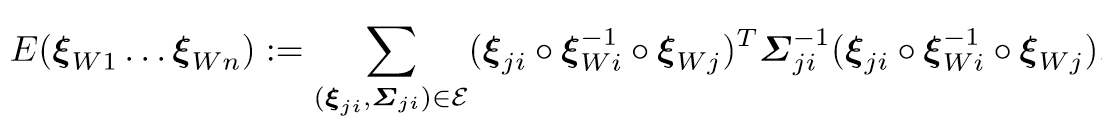 E(ξ_{W1} … ξ_{Wn}) := ∑_{(ξ_{ji}, Σ_{ji}) ∈ ℰ} (ξ_{ji} ∘ ξ_{Wi}^{-1} ∘ ξ_{Wj})^T Σ_{ji}^{-1} (ξ_{ji} ∘ ξ_{Wi}^{-1} ∘ ξ_{Wj}).